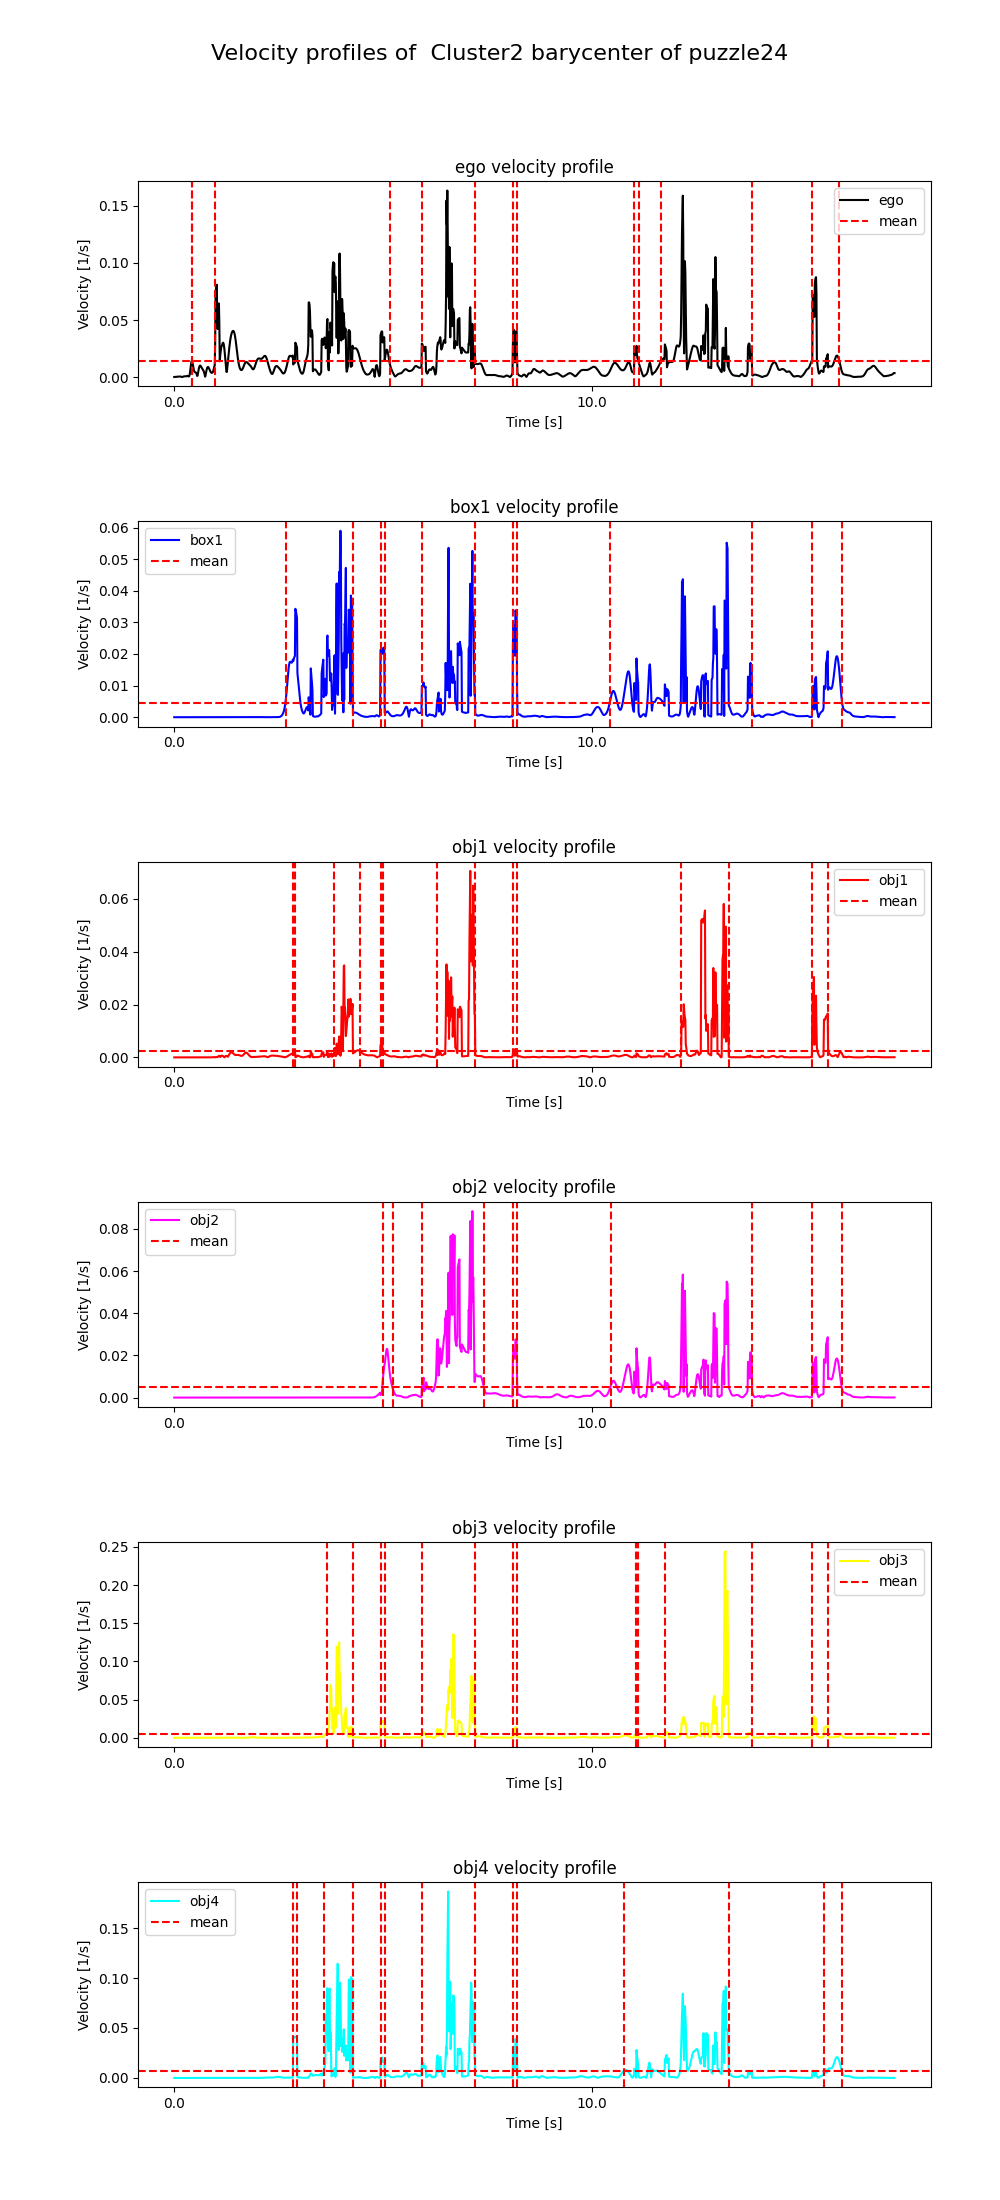 Velocity profiles of  Cluster2 barycenter of puzzle24
ego velocity profile
Velocity [1/s]
0.15
0.10
0.05
0.00
ego
mean
0.0
10.0
Time [s]
box1 velocity profile
Velocity [1/s]
0.06
0.05
0.04
0.03
0.02
0.01
0.00
box1
mean
0.0
10.0
Time [s]
obj1 velocity profile
Velocity [1/s]
0.06
0.04
0.02
0.00
obj1
mean
0.0
10.0
Time [s]
obj2 velocity profile
Velocity [1/s]
0.08
0.06
0.04
0.02
0.00
obj2
mean
0.0
10.0
Time [s]
obj3 velocity profile
Velocity [1/s]
0.25
0.20
0.15
0.10
0.05
0.00
obj3
mean
0.0
10.0
Time [s]
obj4 velocity profile
Velocity [1/s]
0.15
0.10
0.05
0.00
obj4
mean
0.0
10.0
Time [s]